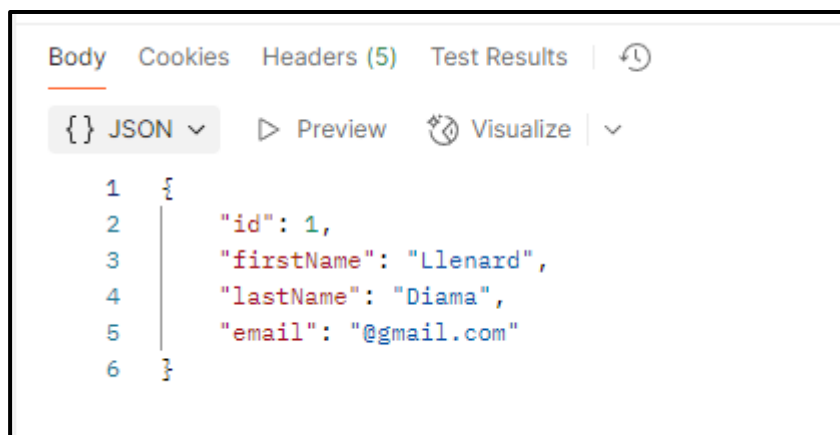 Body Cookies Headers (5) Test Results
{} JSON Preview Visualize
1 {
2 "id": 1,
3 "firstName": "Llenard",
4 "lastName": "Diama",
5 "email": "@gmail.com"
6 }